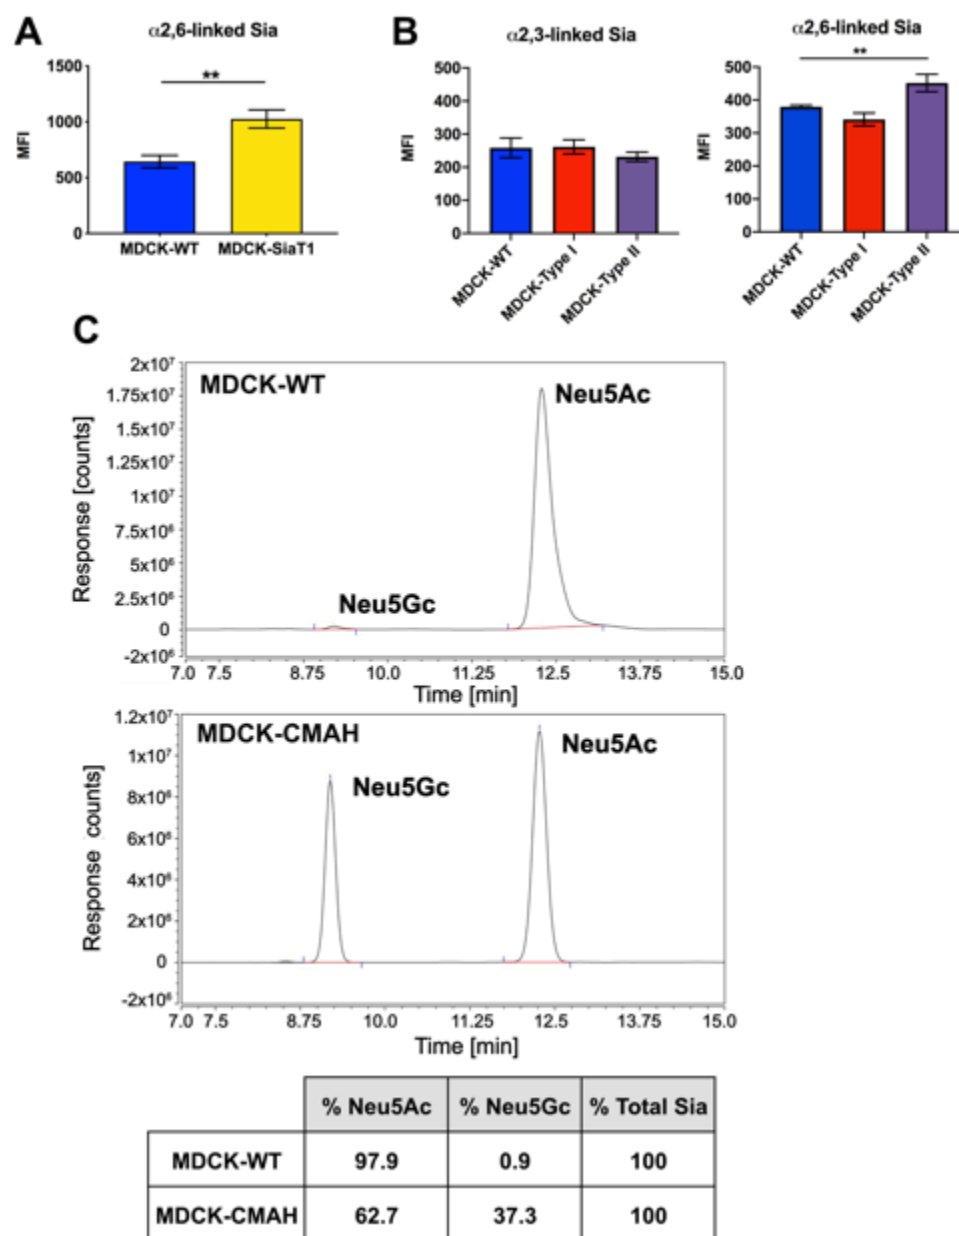 A
α2,6-linked Sia
1500
1000
500
0
MFI
**
MDCK-WT
MDCK-SiaT1
B
α2,3-linked Sia
500
400
300
200
100
0
MFI
MDCK-WT
MDCK-Type I
MDCK-Type II
α2,6-linked Sia
**
500
400
300
200
100
0
MFI
MDCK-WT
MDCK-Type I
MDCK-Type II
C
MDCK-WT
Neu5Ac
Neu5Gc
Response [counts]
2x10⁷
1.75x10⁷
1.5x10⁷
1.25x10⁷
1x10⁷
7.5x10⁶
5x10⁶
2.5x10⁶
0
-2x10⁶
7.0 7.5 8.75 10.0 11.25 12.5 13.75 15.0
Time [min]
MDCK-CMAH
Neu5Ac
Neu5Gc
Response counts]
1.2x10⁷
1x10⁷
8x10⁶
6x10⁶
4x10⁶
2x10⁶
0
-2x10⁶
7.0 7.5 8.75 10.0 11.25 12.5 13.75 15.0
Time [min]
% Neu5Ac % Neu5Gc % Total Sia
MDCK-WT 97.9 0.9 100
MDCK-CMAH 62.7 37.3 100